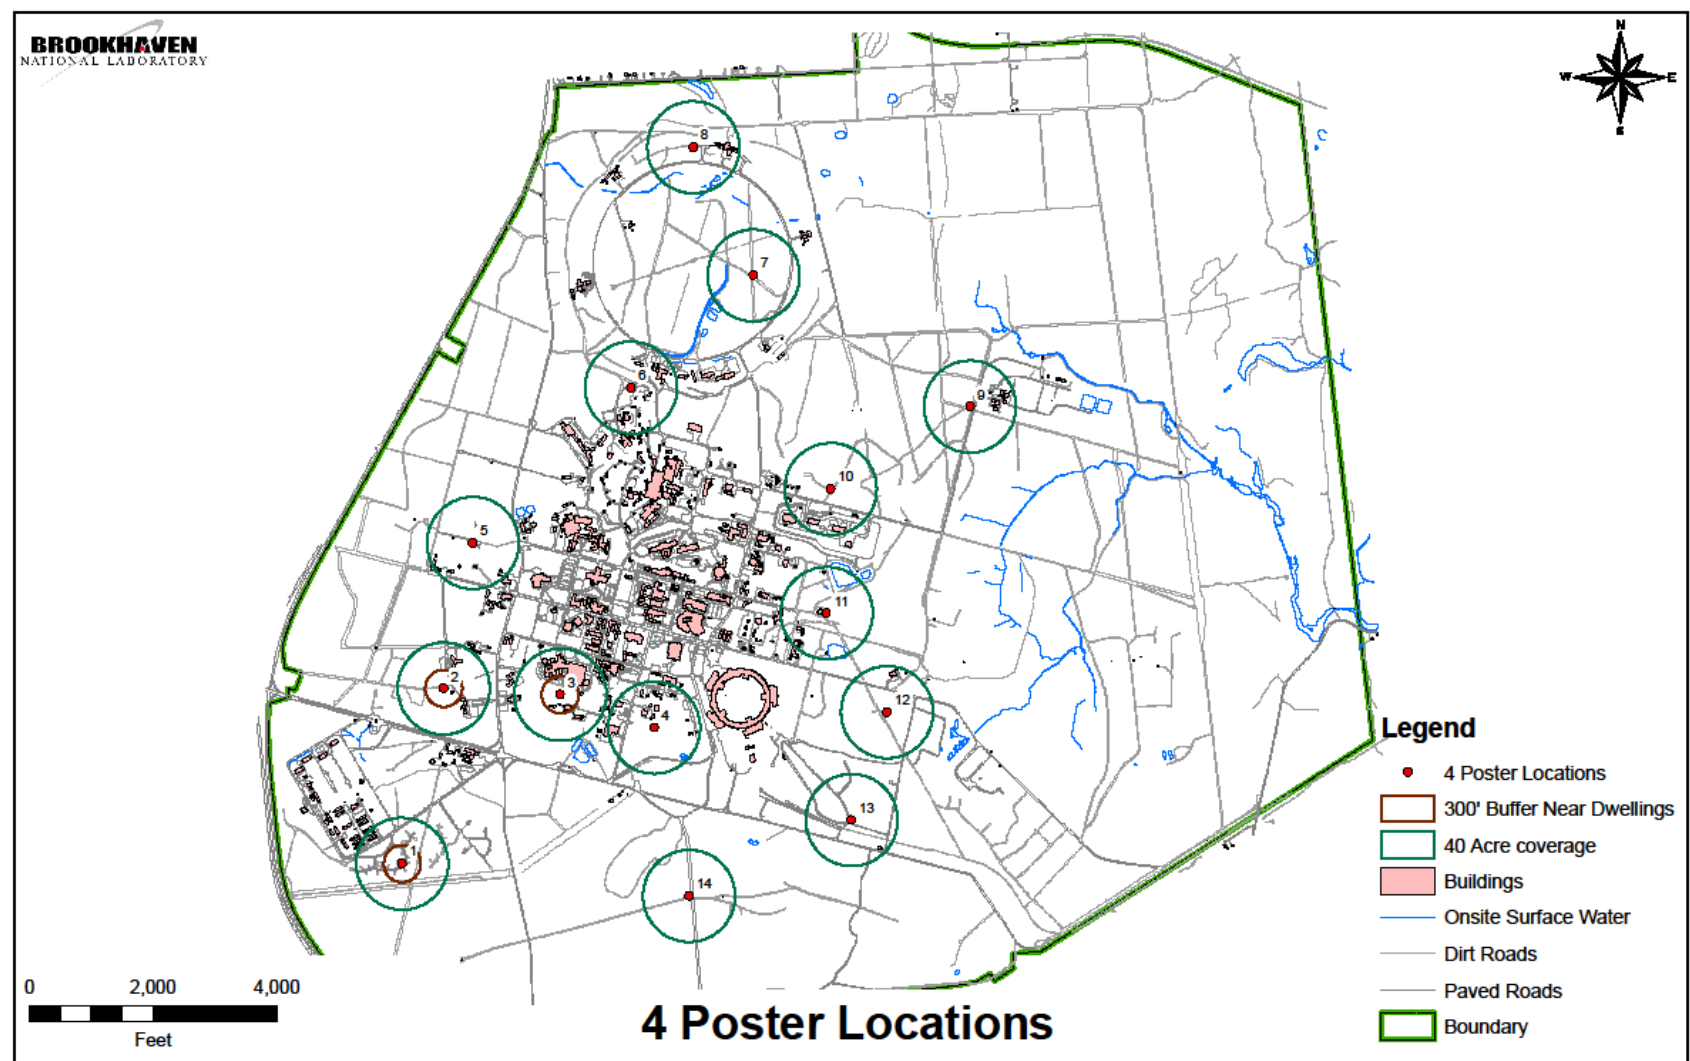 BROOKHAVEN
NATIONAL LABORATORY
N
W
E
S
8
7
6
9
10
5
11
2
3
4
12
13
1
14
Legend
4 Poster Locations
300' Buffer Near Dwellings
40 Acre coverage
Buildings
Onsite Surface Water
Dirt Roads
Paved Roads
Boundary
0 2,000 4,000
Feet
4 Poster Locations